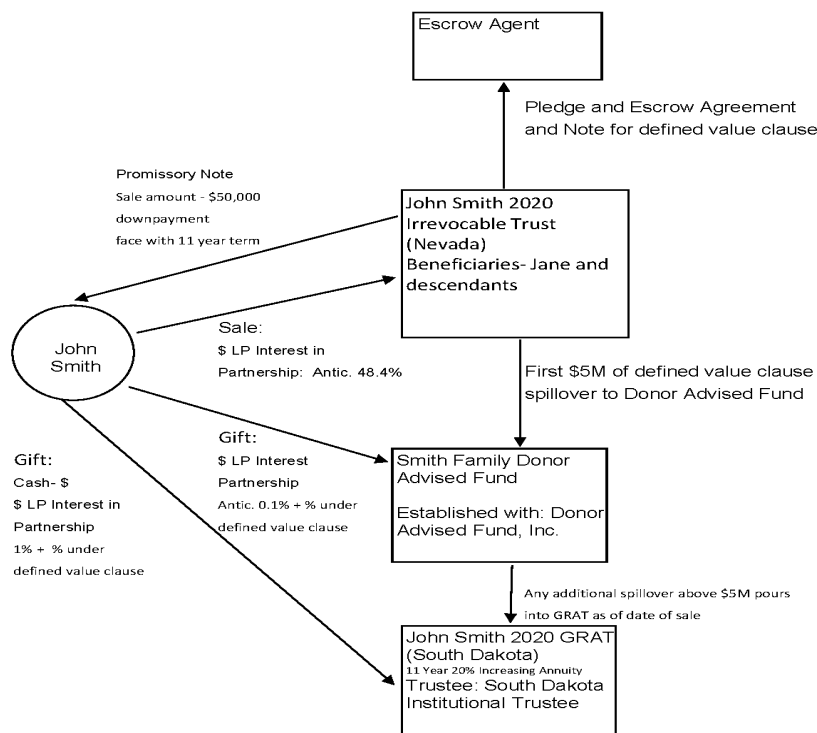 Escrow Agent
Pledge and Escrow Agreement
and Note for defined value clause
Promissory Note
Sale amount - $50,000
downpayment
face with 11 year term
John Smith 2020
Irrevocable Trust
(Nevada)
Beneficiaries- Jane and
descendants
John
Smith
Sale:
$ LP Interest in
Partnership: Antic. 48.4%
First $5M of defined value clause
spillover to Donor Advised Fund
Gift:
$ LP Interest
Partnership
Antic. 0.1% + % under
defined value clause
Gift:
Cash- $
$ LP Interest in
Partnership
1% + % under
defined value clause
Smith Family Donor
Advised Fund
Established with: Donor
Advised Fund, Inc.
Any additional spillover above $5M pours
into GRAT as of date of sale
John Smith 2020 GRAT
(South Dakota)
11 Year 20% Increasing Annuity
Trustee: South Dakota
Institutional Trustee